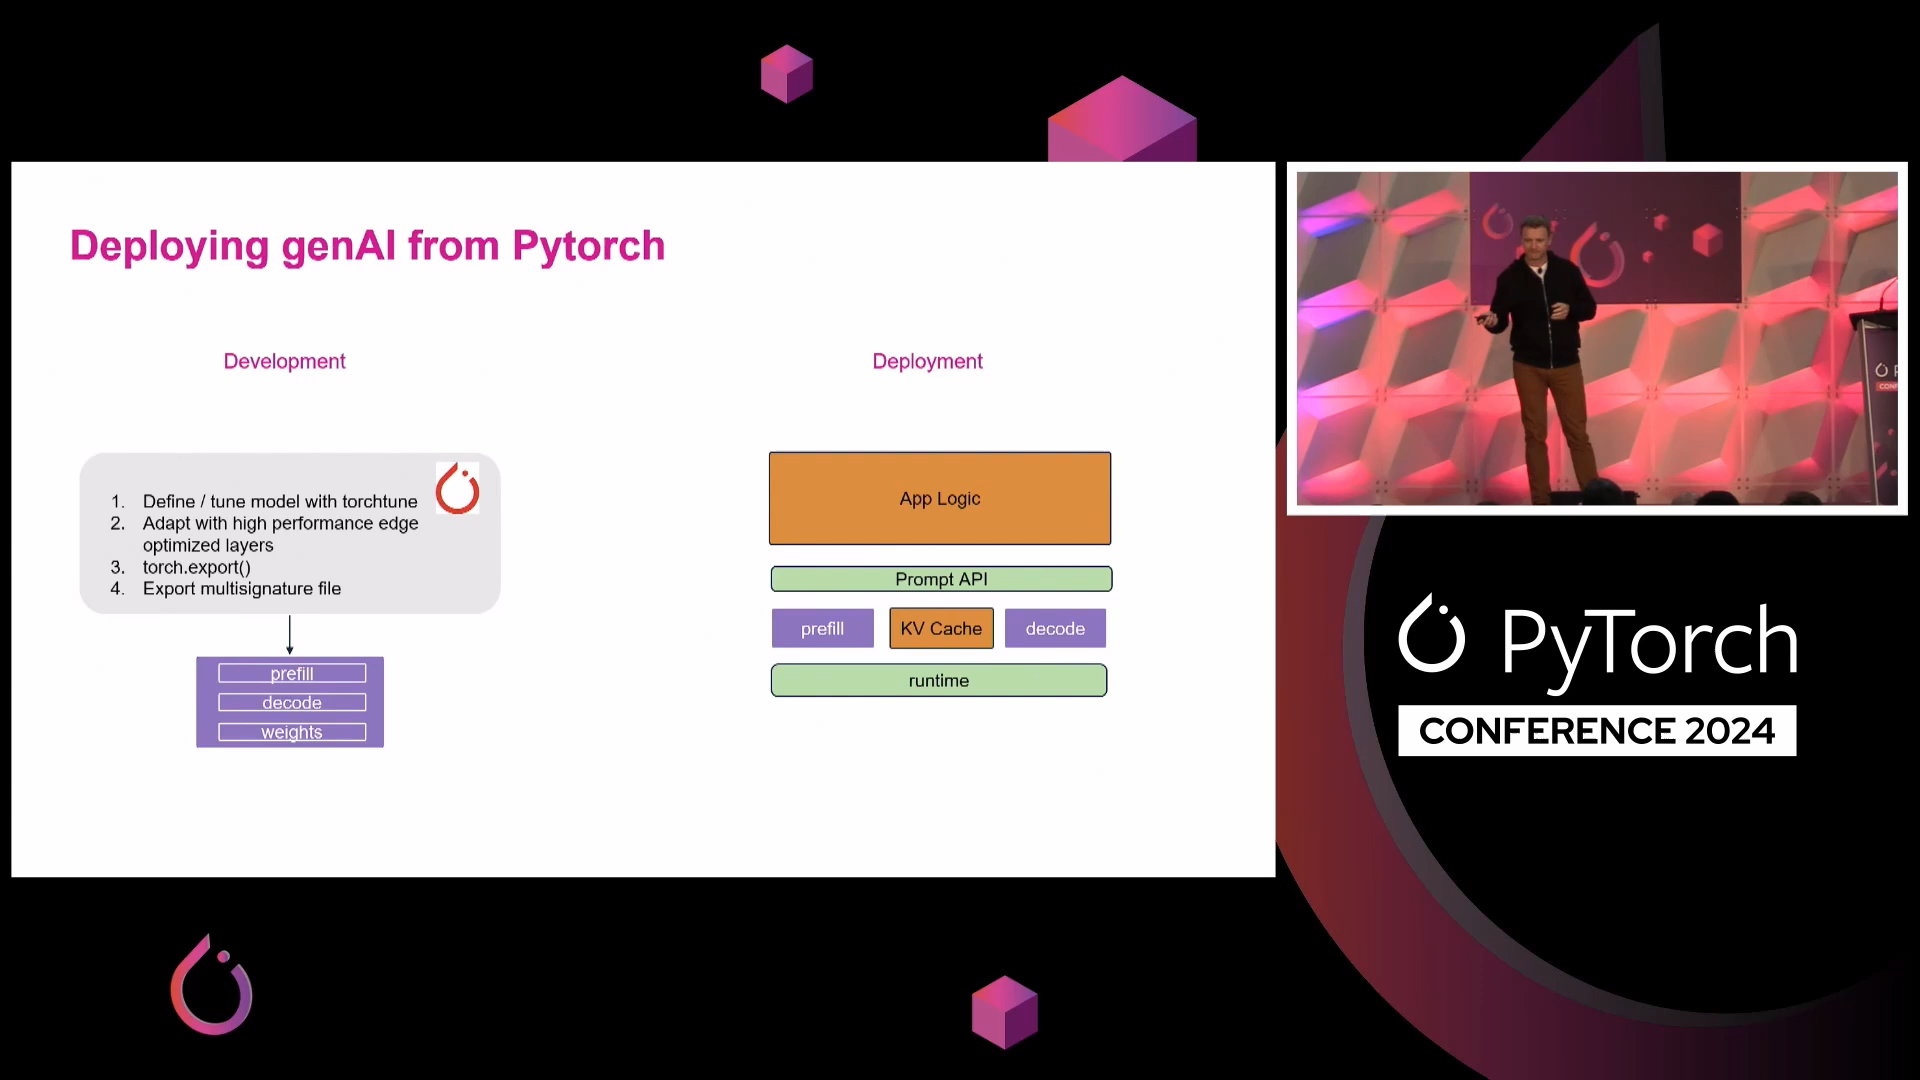 Deploying genAI from Pytorch
Development
1. Define / tune model with torchtune
2. Adapt with high performance edge
optimized layers
3. torch.export()
4. Export multisignature file
prefill
decode
weights
Deployment
App Logic
Prompt API
prefill
KV Cache
decode
runtime
PyTorch
CONFERENCE 2024